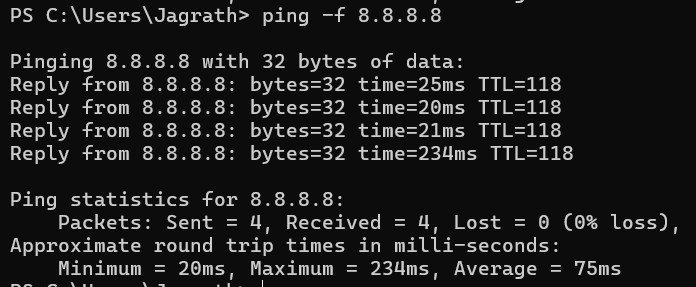 PS C:\Users\Jagrath> ping -f 8.8.8.8
Pinging 8.8.8.8 with 32 bytes of data:
Reply from 8.8.8.8: bytes=32 time=25ms TTL=118
Reply from 8.8.8.8: bytes=32 time=20ms TTL=118
Reply from 8.8.8.8: bytes=32 time=21ms TTL=118
Reply from 8.8.8.8: bytes=32 time=234ms TTL=118
Ping statistics for 8.8.8.8:
    Packets: Sent = 4, Received = 4, Lost = 0 (0% loss),
Approximate round trip times in milli-seconds:
    Minimum = 20ms, Maximum = 234ms, Average = 75ms
PS C:\Users\Jagrath>